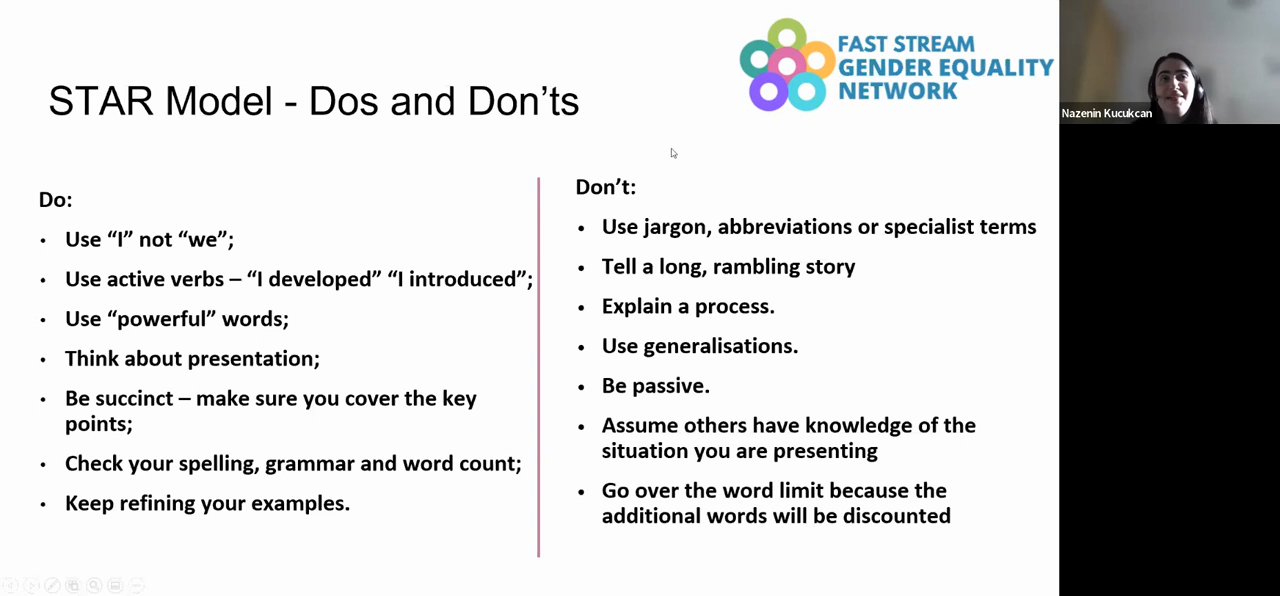 FAST STREAM
GENDER EQUALITY
NETWORK
STAR Model - Dos and Don’ts
Nazenin Kucukcan
Do:
• Use “I” not “we”;
• Use active verbs – “I developed” “I introduced”;
• Use “powerful” words;
• Think about presentation;
• Be succinct – make sure you cover the key
points;
• Check your spelling, grammar and word count;
• Keep refining your examples.
Don’t:
• Use jargon, abbreviations or specialist terms
• Tell a long, rambling story
• Explain a process.
• Use generalisations.
• Be passive.
• Assume others have knowledge of the
situation you are presenting
• Go over the word limit because the
additional words will be discounted